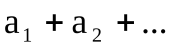 a₁ + a₂ + ...